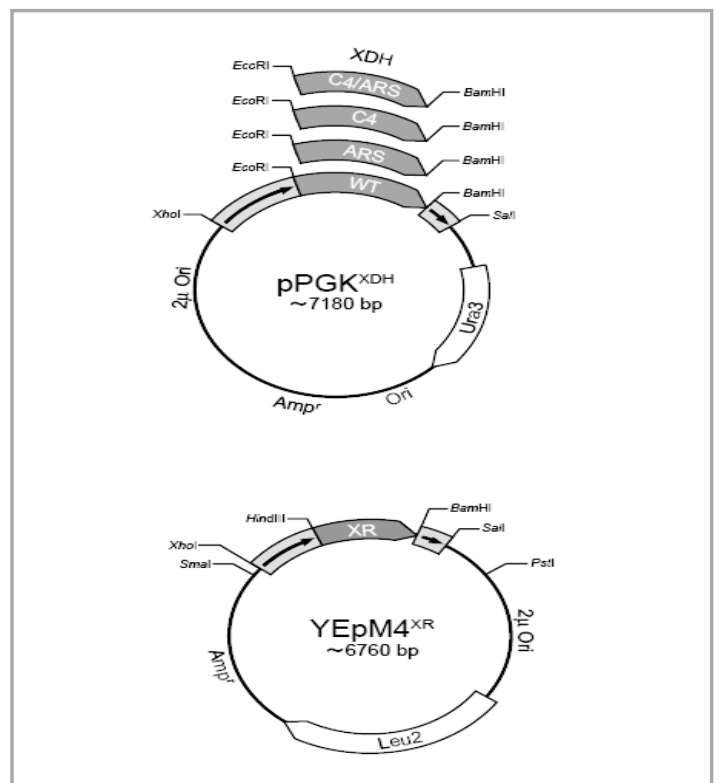 XDH
EcoRI
C4/ARS
BamHI
EcoRI
C4
BamHI
EcoRI
ARS
BamHI
EcoRI
WT
BamHI
XhoI
SalI
2µ Ori
pPGK^XDH
~7180 bp
Ura3
Amp^r
Ori
HindIII
XR
BamHI
XhoI
SalI
SmaI
PstI
YEpM4^XR
~6760 bp
2µ Ori
Amp^r
Leu2